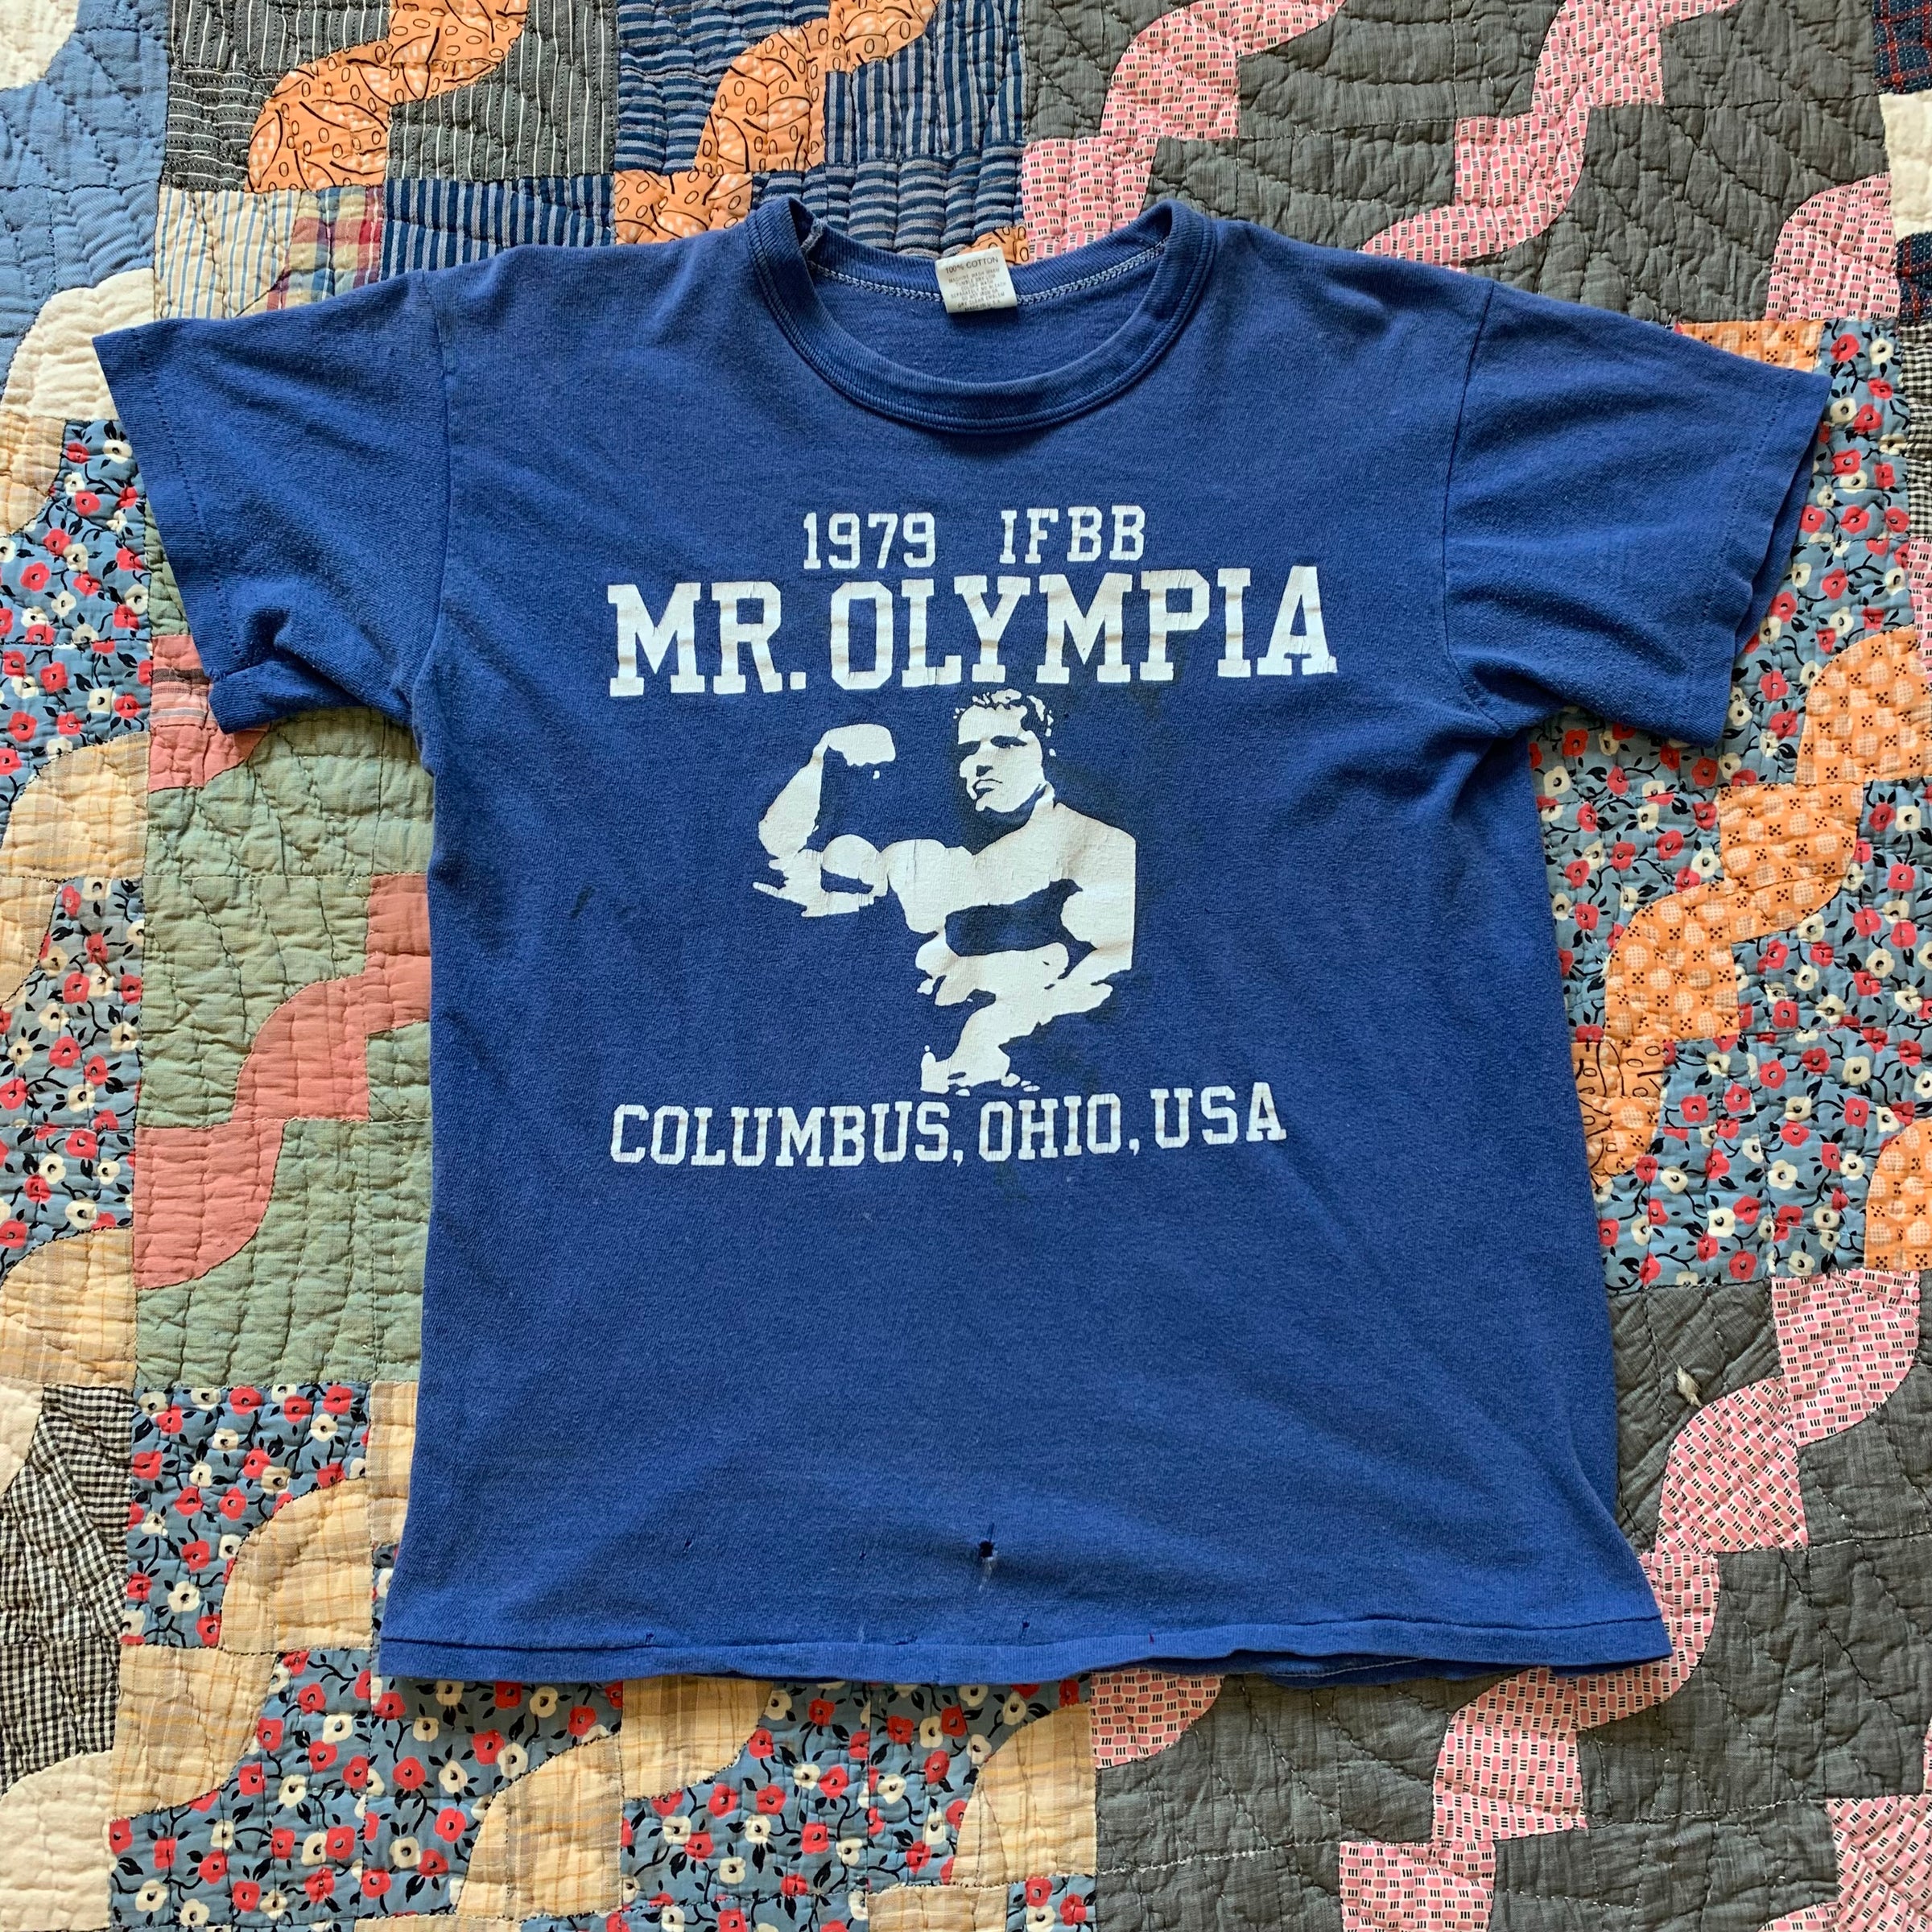 100% COTTON
1979 IFBB
MR. OLYMPIA
COLUMBUS, OHIO, USA